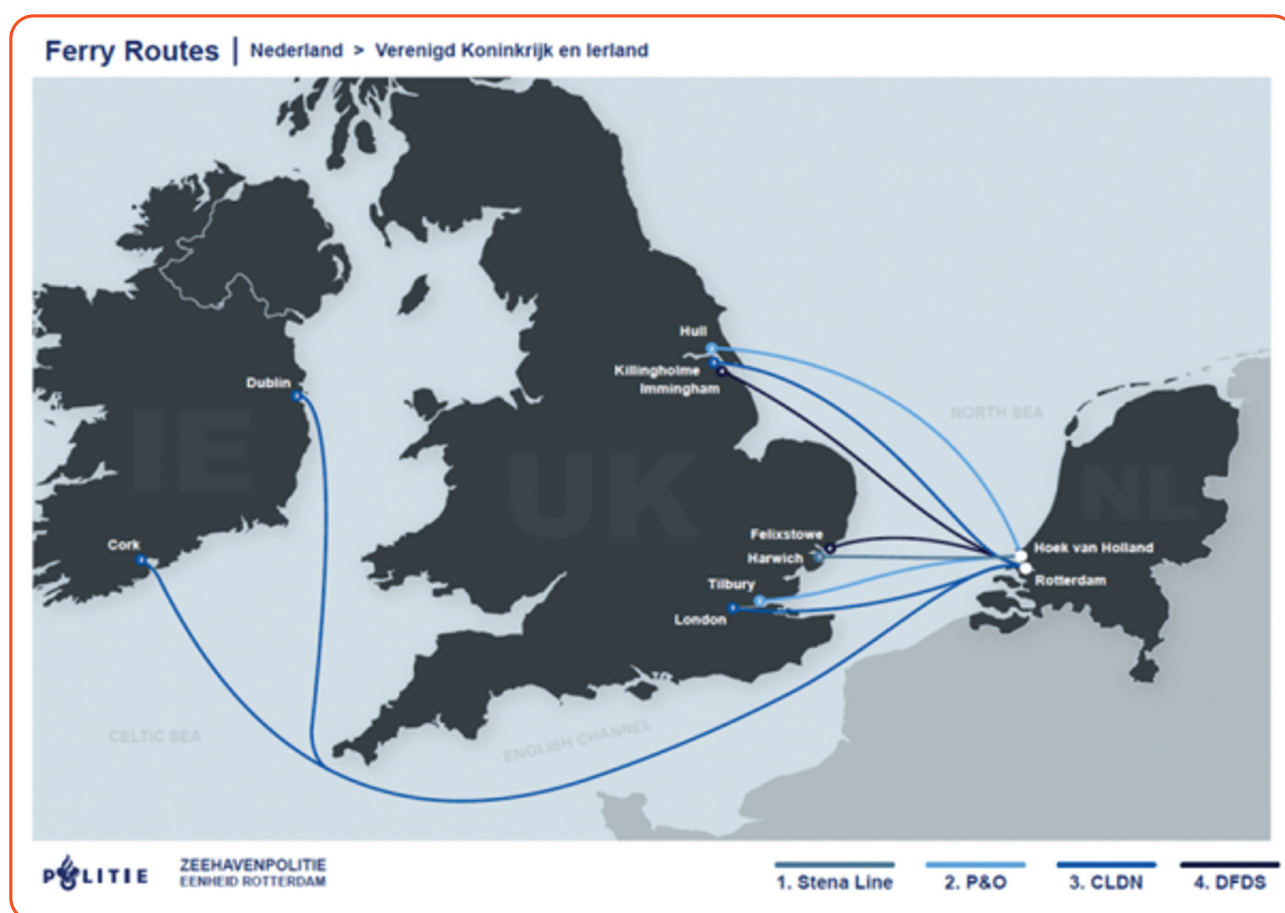 Ferry Routes | Nederland > Verenigd Koninkrijk en Ierland
Hull
Killingholme
Immingham
Dublin
NORTH SEA
IE
UK
NL
Felixstowe
Harwich
Hoek van Holland
Cork
Tilbury
Rotterdam
London
CELTIC SEA
ENGLISH CHANNEL
POLITIE
ZEEHAVENPOLITIE
EENHEID ROTTERDAM
1. Stena Line
2. P&O
3. CLDN
4. DFDS